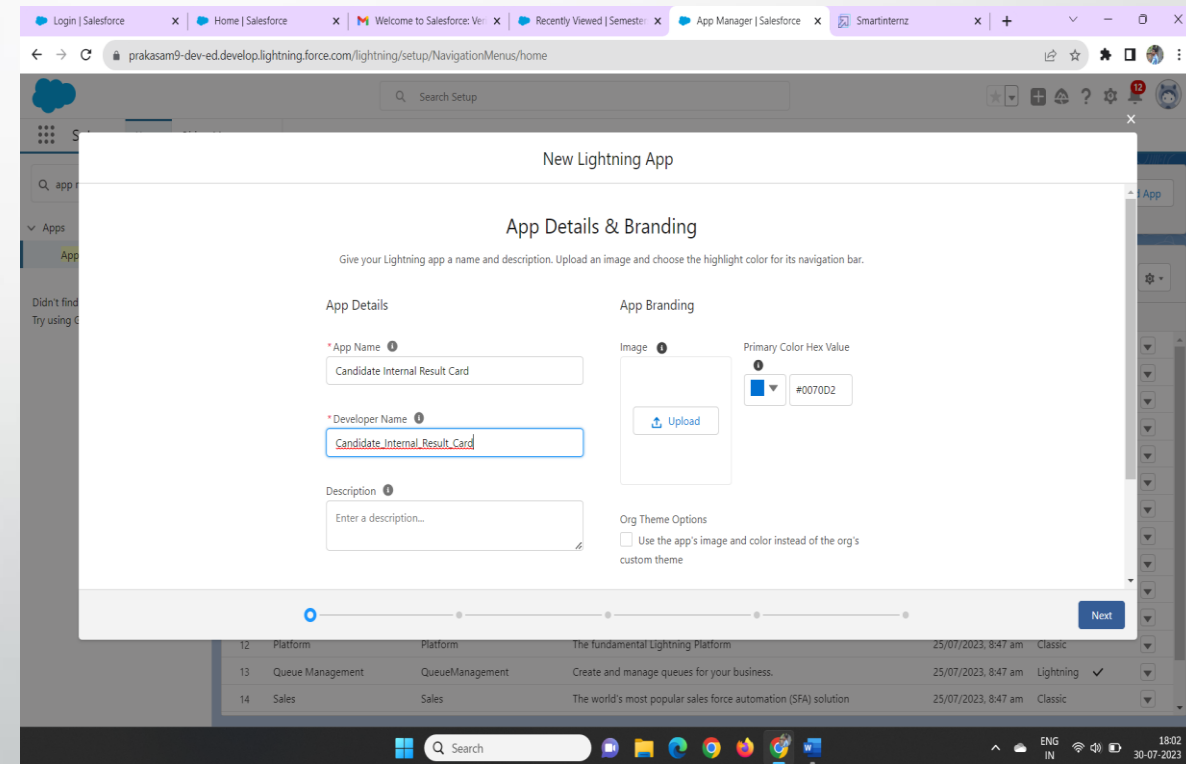 Login | Salesforce
Home | Salesforce
Welcome to Salesforce: Ver
Recently Viewed | Semester
App Manager | Salesforce
Smartinternz
prakasam9-dev-ed.develop.lightning.force.com/lightning/setup/NavigationMenus/home
Search Setup
12
New Lightning App
app
App
Apps
App
App Details & Branding
Give your Lightning app a name and description. Upload an image and choose the highlight color for its navigation bar.
Didn't find
Try using
App Details
App Branding
*App Name
Image
Primary Color Hex Value
Candidate Internal Result Card
#0070D2
*Developer Name
Upload
Candidate_Internal_Result_Card
Description
Enter a description...
Org Theme Options
Use the app's image and color instead of the org's
custom theme
Next
12 Platform Platform The fundamental Lightning Platform 25/07/2023, 8:47 am Classic
13 Queue Management QueueManagement Create and manage queues for your business. 25/07/2023, 8:47 am Lightning
14 Sales Sales The world's most popular sales force automation (SFA) solution 25/07/2023, 8:47 am Classic
Search
ENG
IN
18:02
30-07-2023